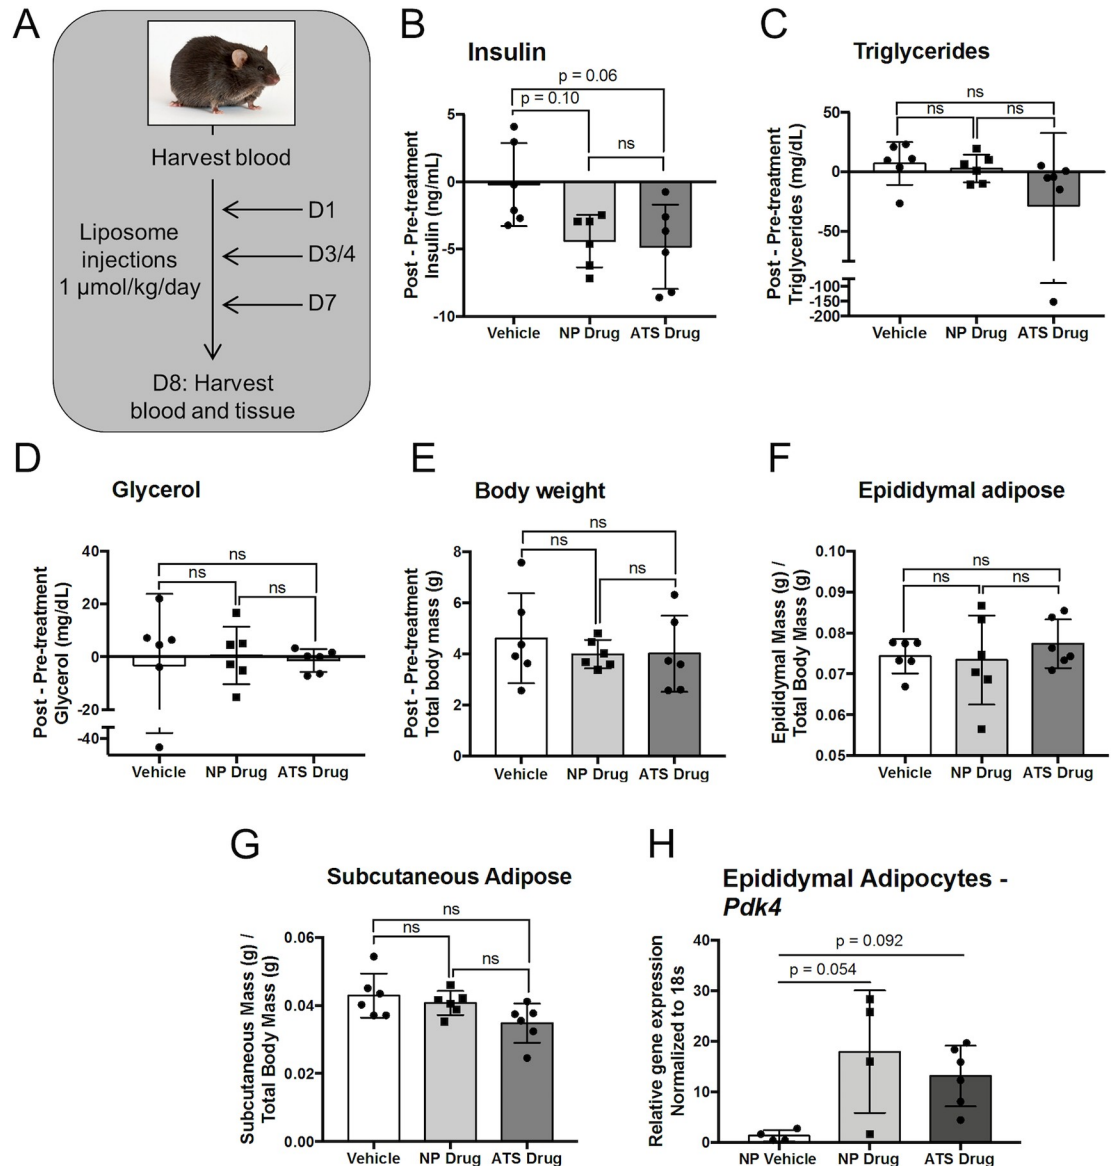 A
Harvest blood
Liposome
injections
1 µmol/kg/day
D1
D3/4
D7
D8: Harvest
blood and tissue
B
Insulin
p = 0.06
p = 0.10
ns
Post - Pre-treatment
Insulin (ng/mL)
5
0
-5
-10
Vehicle NP Drug ATS Drug
C
Triglycerides
ns
ns ns
Post - Pre-treatment
Triglycerides (mg/dL)
50
0
-50
-100
-150
-200
Vehicle NP Drug ATS Drug
D
Glycerol
ns
ns
ns
Post - Pre-treatment
Glycerol (mg/dL)
40
20
0
-20
-40
Vehicle NP Drug ATS Drug
E
Body weight
ns
ns
ns
Post - Pre-treatment
Total body mass (g)
8
6
4
2
0
Vehicle NP Drug ATS Drug
F
Epididymal adipose
ns
ns ns
Epididymal Mass (g) /
Total Body Mass (g)
0.10
0.09
0.08
0.07
0.06
0.05
Vehicle NP Drug ATS Drug
G
Subcutaneous Adipose
ns
ns
ns
Subcutaneous Mass (g) /
Total Body Mass (g)
0.06
0.04
0.02
0.00
Vehicle NP Drug ATS Drug
H
Epididymal Adipocytes -
Pdk4
p = 0.092
p = 0.054
Relative gene expression
Normalized to 18s
40
30
20
10
0
NP Vehicle NP Drug ATS Drug